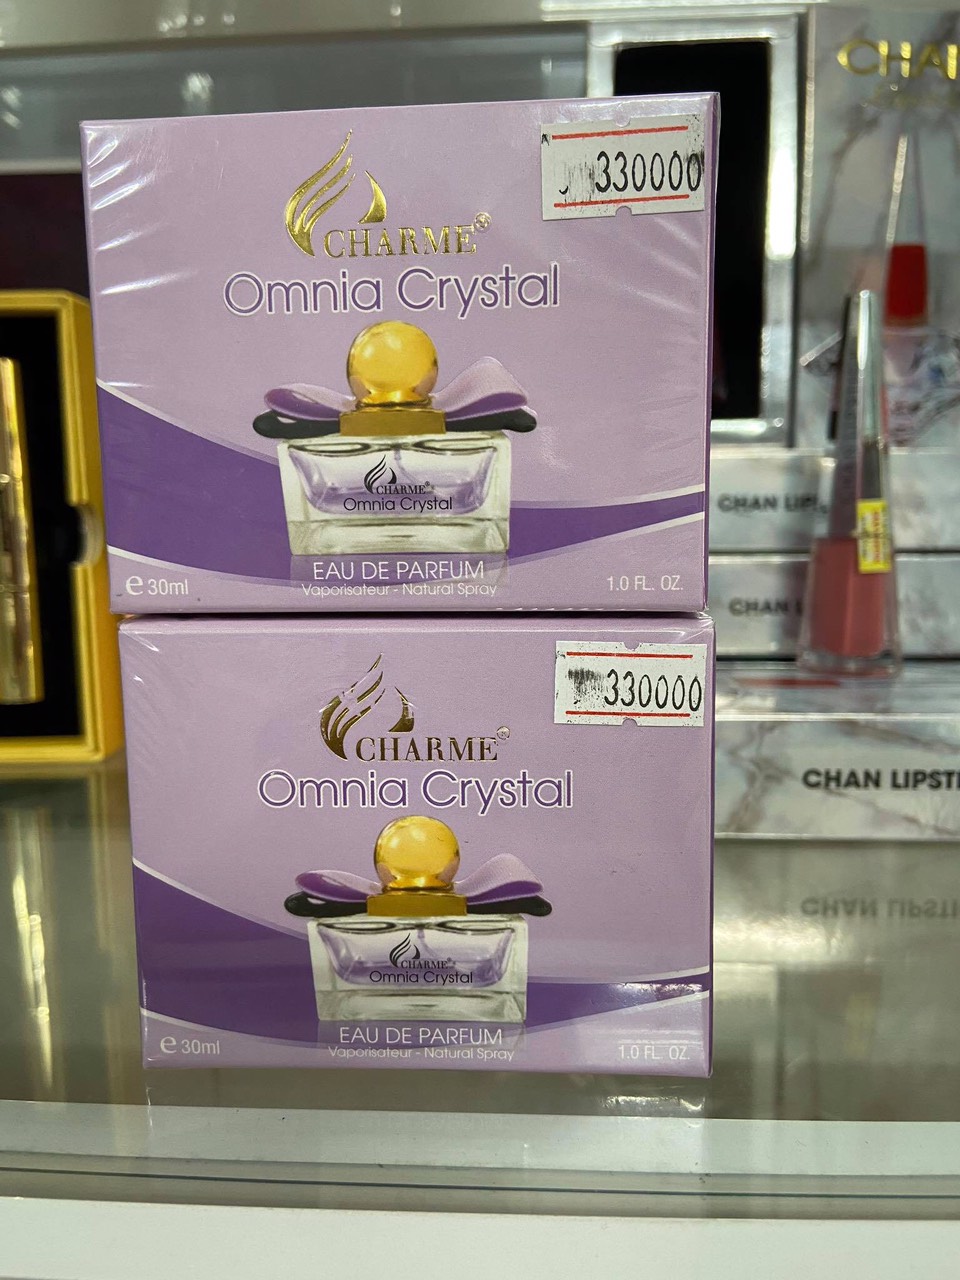 330000
CHARME®
Omnia Crystal
CHARME®
Omnia Crystal
EAU DE PARFUM
Vaporisateur - Natural Spray
e 30ml
1.0 FL. OZ.
330000
CHARME®
Omnia Crystal
CHARME®
Omnia Crystal
EAU DE PARFUM
Vaporisateur - Natural Spray
e 30ml
1.0 FL. OZ.
CHA
CHAN LIP
CHAN
CHAN LIPSTI